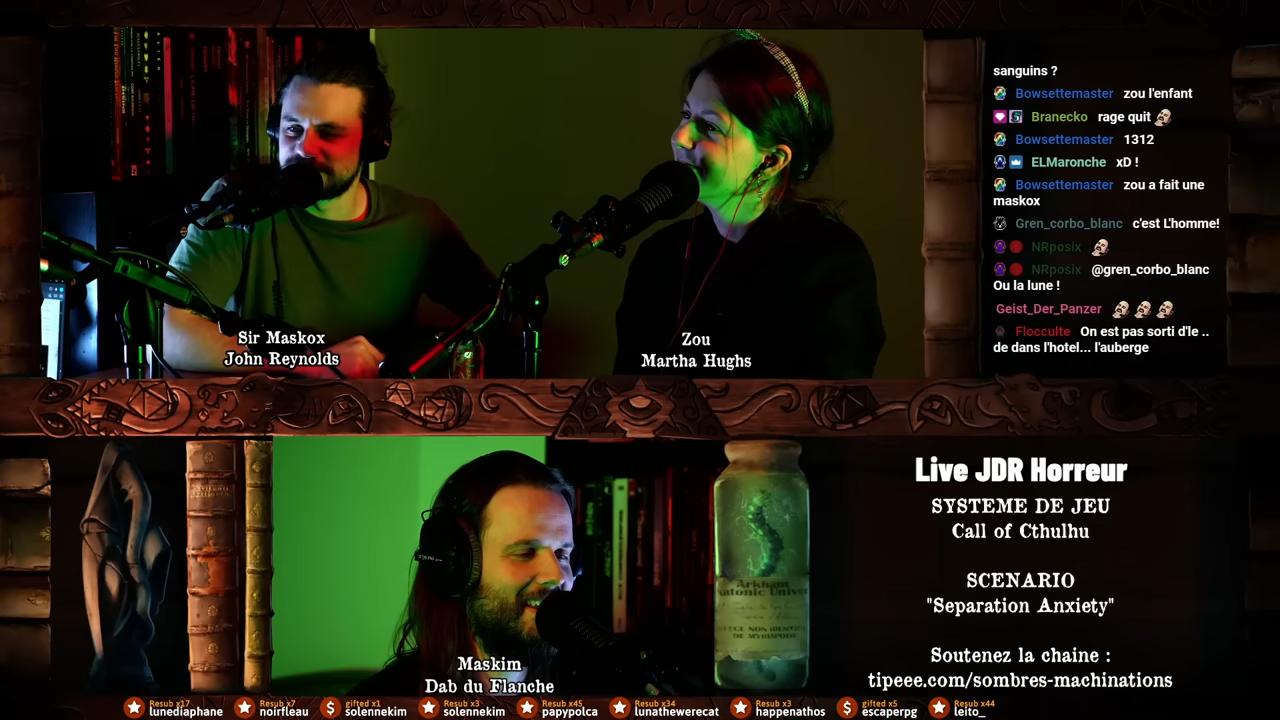 sanguins ?
Bowsettemaster zou l'enfant
Branecko rage quit
Bowsettemaster 1312
ELMaronche xD !
Bowsettemaster zou a fait une
maskox
Gren_corbo_blanc c'est L'homme!
NRposix
NRposix @gren_corbo_blanc
Ou la lune !
Geist_Der_Panzer
Flocculte On est pas sorti d'le ..
de dans l'hotel... l'auberge
Sir Maskox
John Reynolds
Zou
Martha Hughs
Maskim
Dab du Flanche
Arkham
Live JDR Horreur
SYSTEME DE JEU
Call of Cthulhu
SCENARIO
"Separation Anxiety"
Soutenez la chaine :
tipeee.com/sombres-machinations
Resub x17
lunediaphane
Resub x7
noirfleau
gifted x1
solennekim
Resub x3
solennekim
Resub x45
papypolca
Resub x34
lunathewerecat
Resub x3
happenathos
gifted x5
escaperpg
Resub x44
leito_